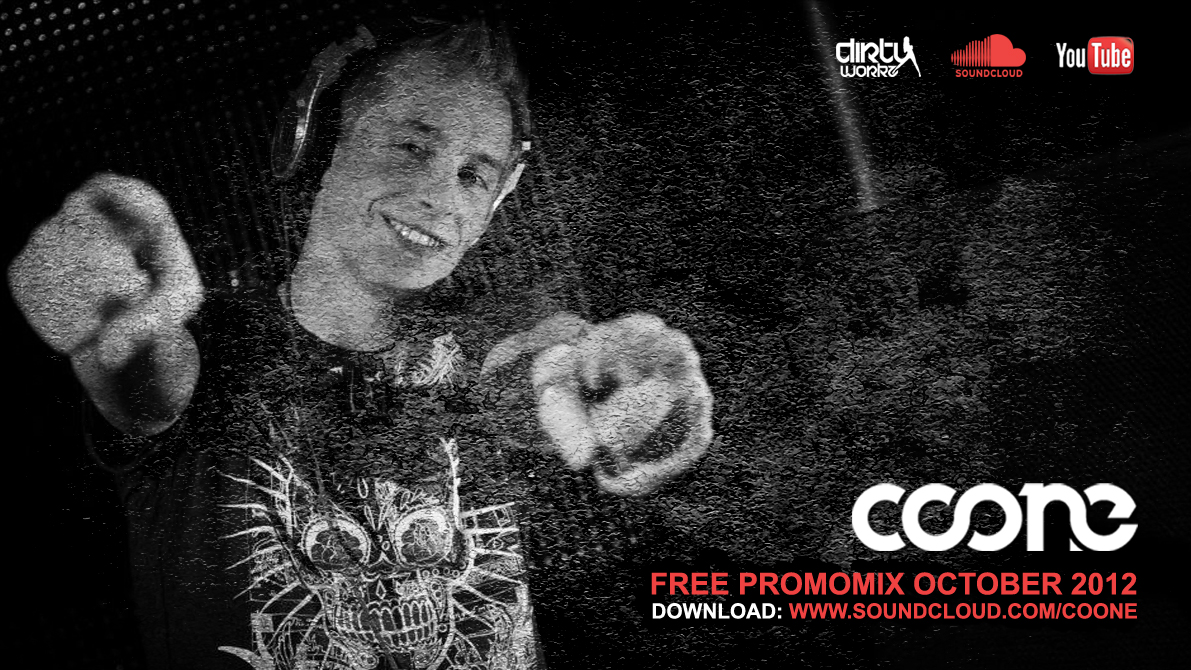 DIRTY
WORKZ
SOUNDCLOUD
YouTube
coone
FREE PROMOMIX OCTOBER 2012
DOWNLOAD: WWW.SOUNDCLOUD.COM/COONE